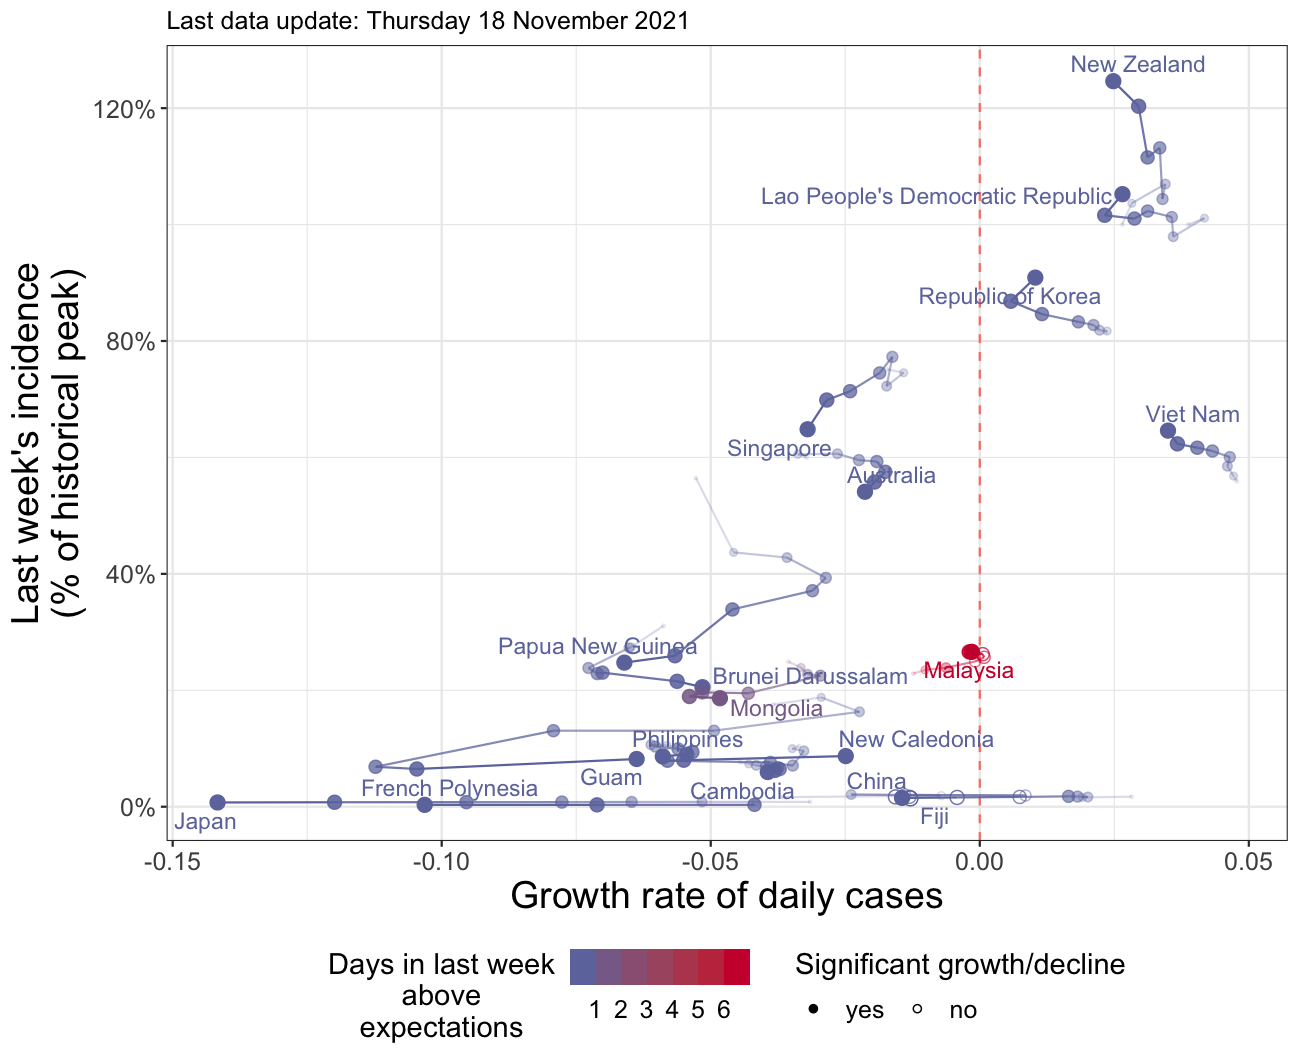 Last data update: Thursday 18 November 2021
New Zealand
120%
Lao People's Democratic Republic
Republic of Korea
80%
Viet Nam
Singapore
Australia
Last week's incidence
(% of historical peak)
40%
Papua New Guinea
Malaysia
Brunei Darussalam
Mongolia
Philippines
New Caledonia
Guam
China
French Polynesia
Cambodia
0%
Fiji
Japan
-0.15
-0.10
-0.05
0.00
0.05
Growth rate of daily cases
Days in last week
above
expectations
1 2 3 4 5 6
Significant growth/decline
yes
no